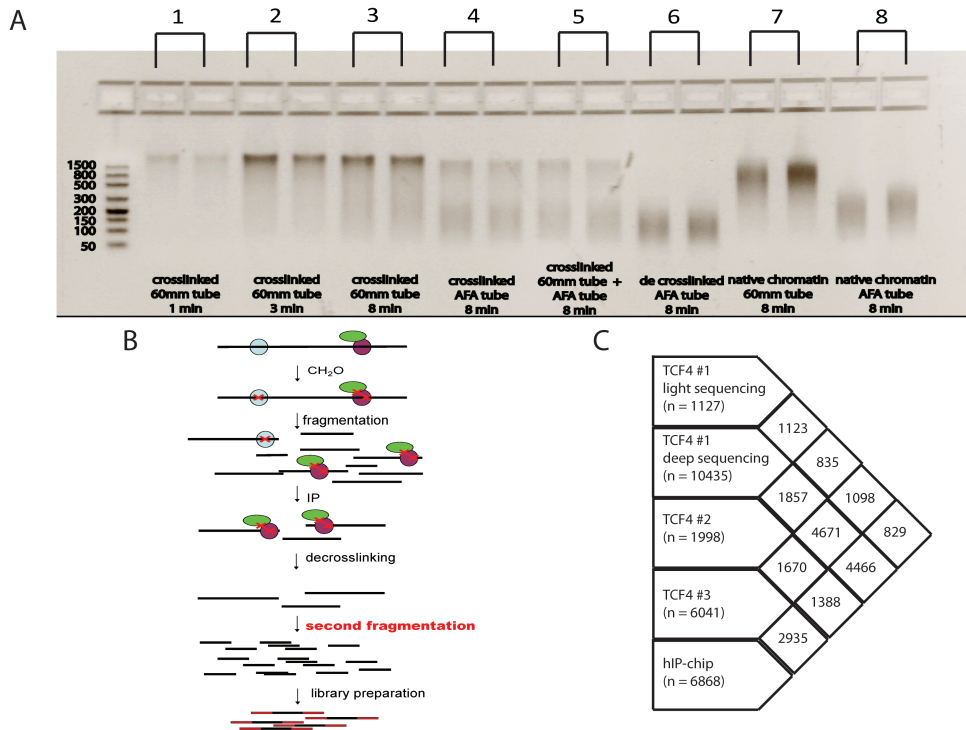 A
1 2 3 4 5 6 7 8
1500
800
500
300
200
150
100
50
crosslinked
60mm tube
1 min
crosslinked
60mm tube
3 min
crosslinked
60mm tube
8 min
crosslinked
AFA tube
8 min
crosslinked
60mm tube +
AFA tube
8 min
de crosslinked
AFA tube
8 min
native chromatin
60mm tube
8 min
native chromatin
AFA tube
8 min
B
CH2O
fragmentation
IP
decrosslinking
second fragmentation
library preparation
C
TCF4 #1
light sequencing
(n = 1127)
TCF4 #1
deep sequencing
(n = 10435)
TCF4 #2
(n = 1998)
TCF4 #3
(n = 6041)
hIP-chip
(n = 6868)
1123
835
1857
1098
4671
829
1670
4466
1388
2935